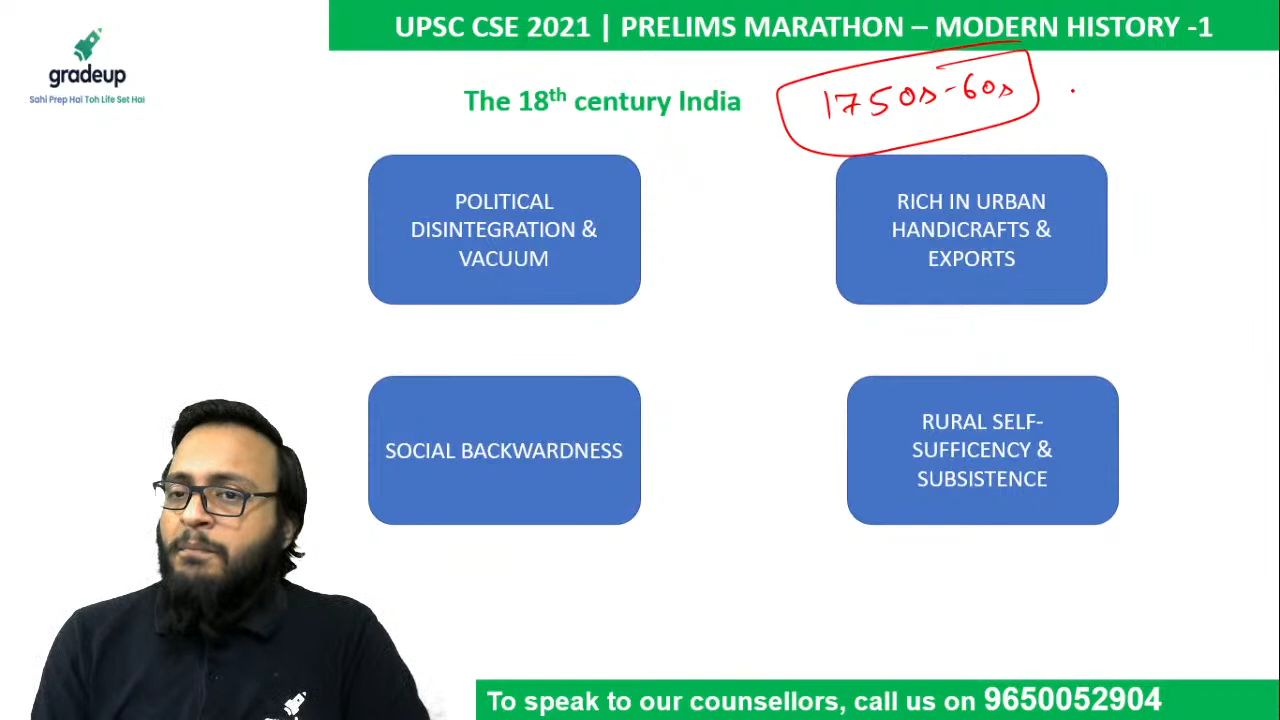 UPSC CSE 2021 | PRELIMS MARATHON – MODERN HISTORY -1
gradeup
Sahi Prep Hai Toh Life Set Hai
The 18th century India
1750s-60s
POLITICAL
DISINTEGRATION &
VACUUM
RICH IN URBAN
HANDICRAFTS &
EXPORTS
SOCIAL BACKWARDNESS
RURAL SELF-
SUFFICENCY &
SUBSISTENCE
To speak to our counsellors, call us on 9650052904